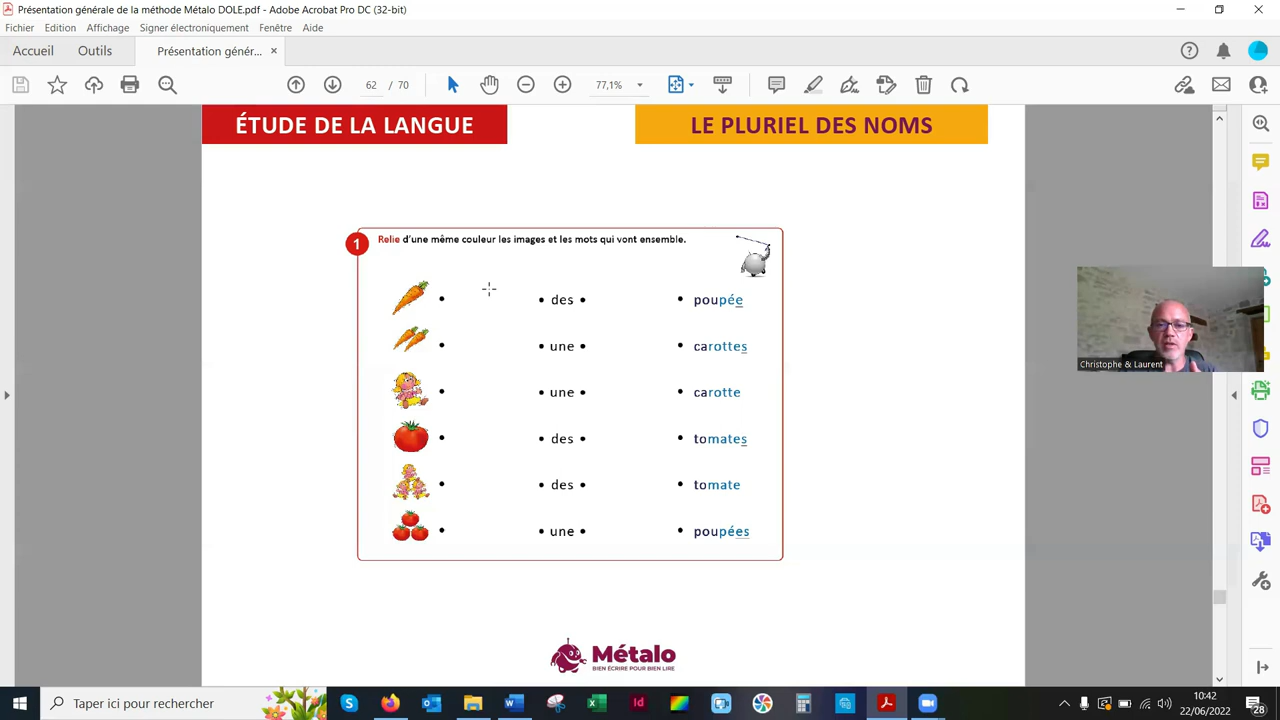 Présentation générale de la méthode Métalo DOLE.pdf - Adobe Acrobat Pro DC (32-bit)
Fichier Edition Affichage Signer électroniquement Fenêtre Aide
Accueil Outils Présentation génér... ×
62 / 70 77,1%
ÉTUDE DE LA LANGUE
LE PLURIEL DES NOMS
1 Relie d'une même couleur les images et les mots qui vont ensemble.
• • des • • poupée
• • une • • carottes
• • une • • carotte
• • des • • tomates
• • des • • tomate
• • une • • poupées
Métalo
BIEN ÉCRIRE POUR BIEN LIRE
Christophe & Laurent
Tapez ici pour rechercher
10:42
22/06/2022
28